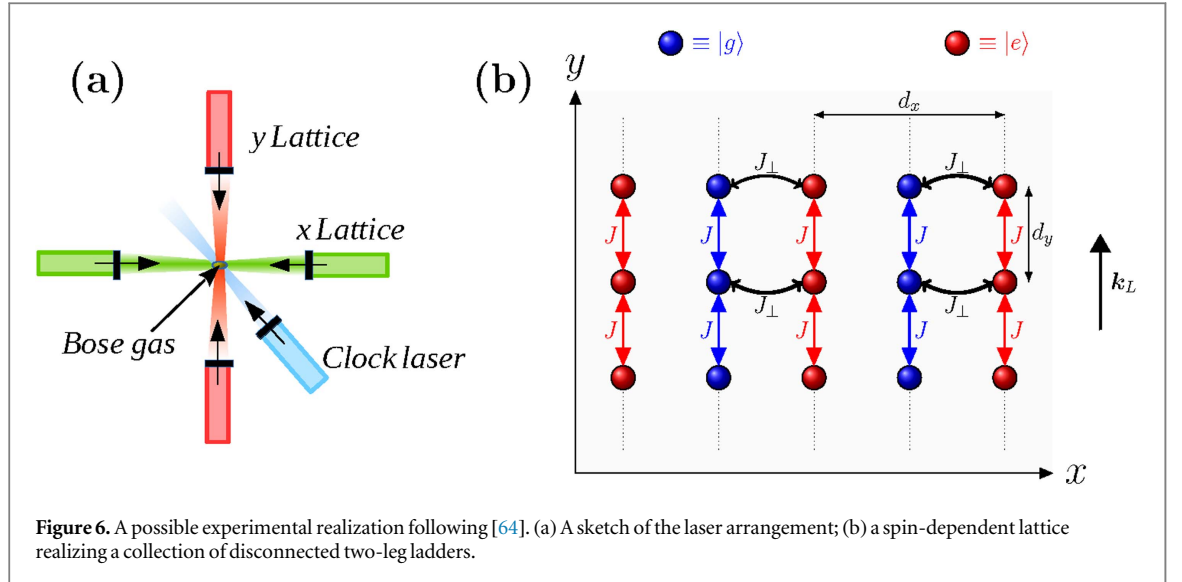 (a)
y Lattice
x Lattice
Bose gas
Clock laser
(b)
≡ |g⟩
≡ |e⟩
y
d_x
J_⊥
J_⊥
J
J
J
J
J
d_y
J_⊥
J_⊥
k_L
J
J
J
J
J
x
Figure 6. A possible experimental realization following [64]. (a) A sketch of the laser arrangement; (b) a spin-dependent lattice
realizing a collection of disconnected two-leg ladders.